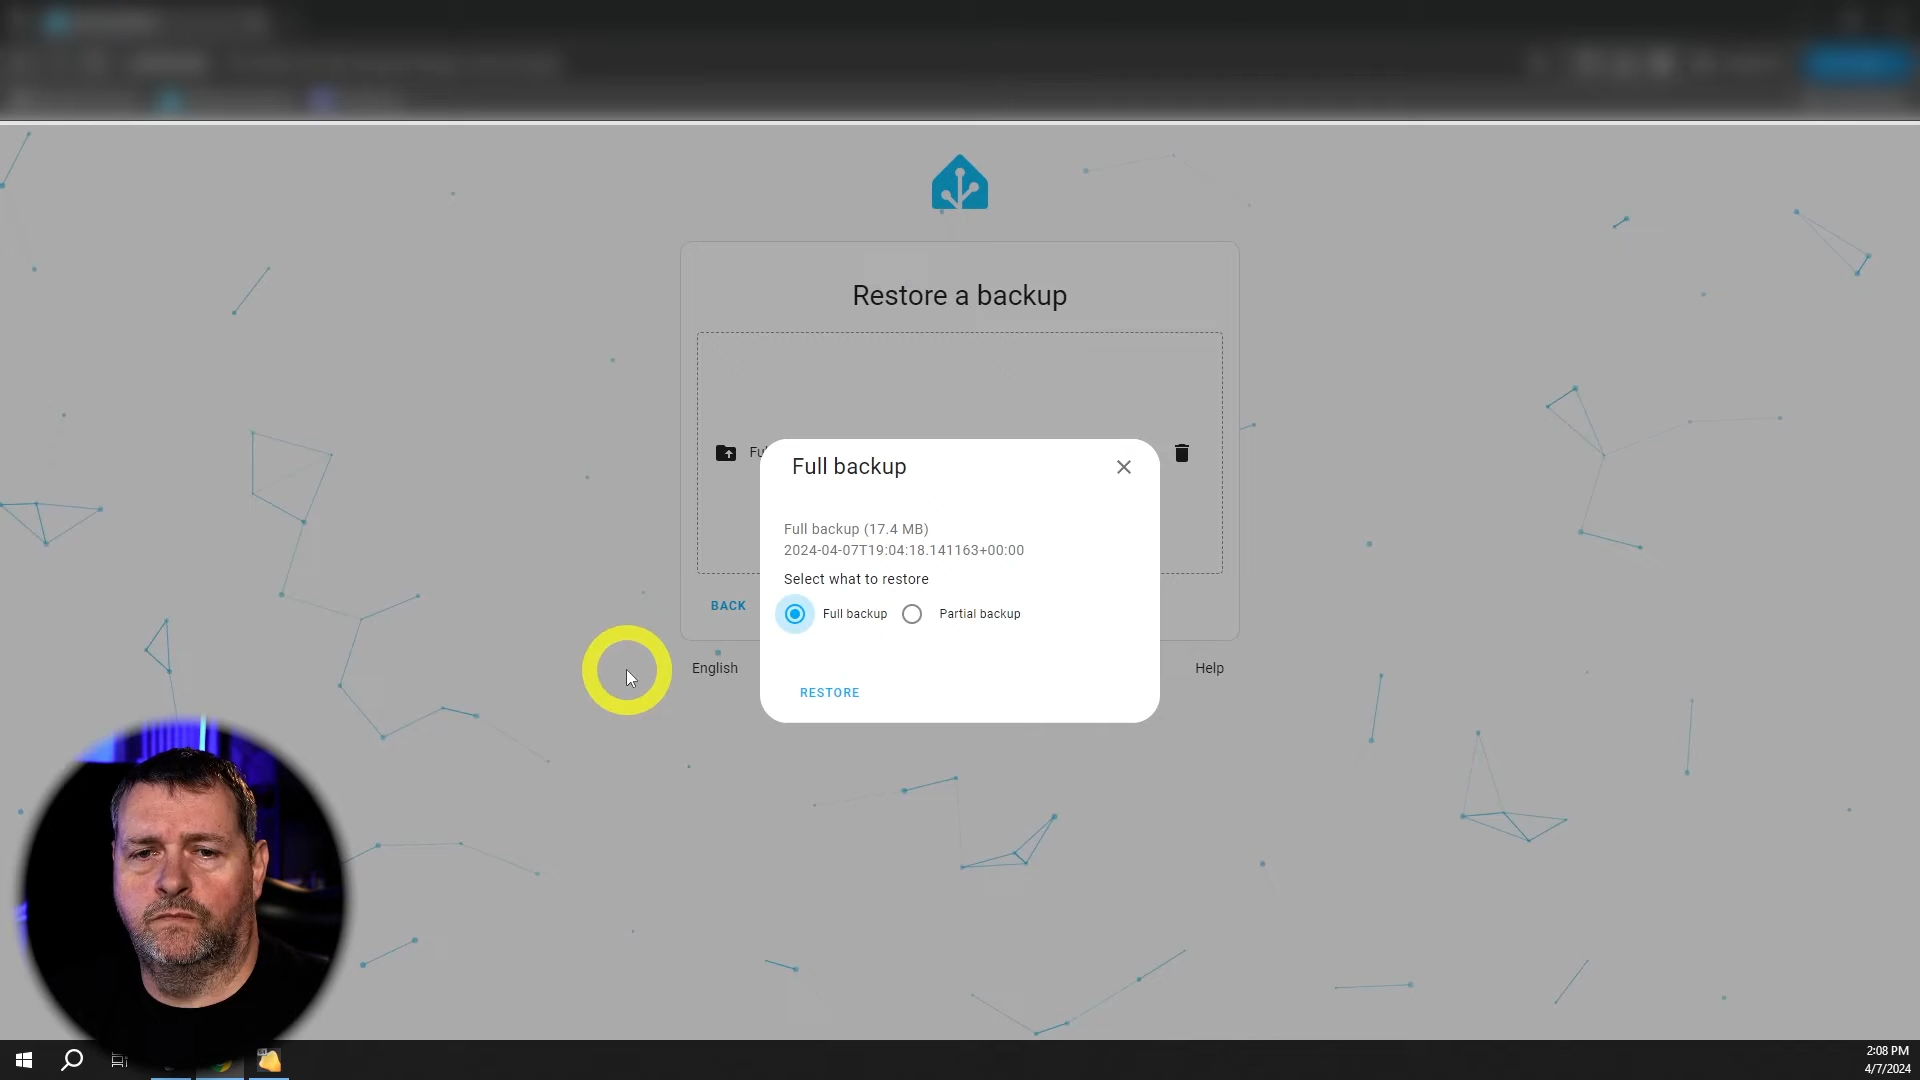 Restore a backup
Fu
Full backup
Full backup (17.4 MB)
2024-04-07T19:04:18.141163+00:00
Select what to restore
Full backup
Partial backup
BACK
English
Help
RESTORE
2:08 PM
4/7/2024